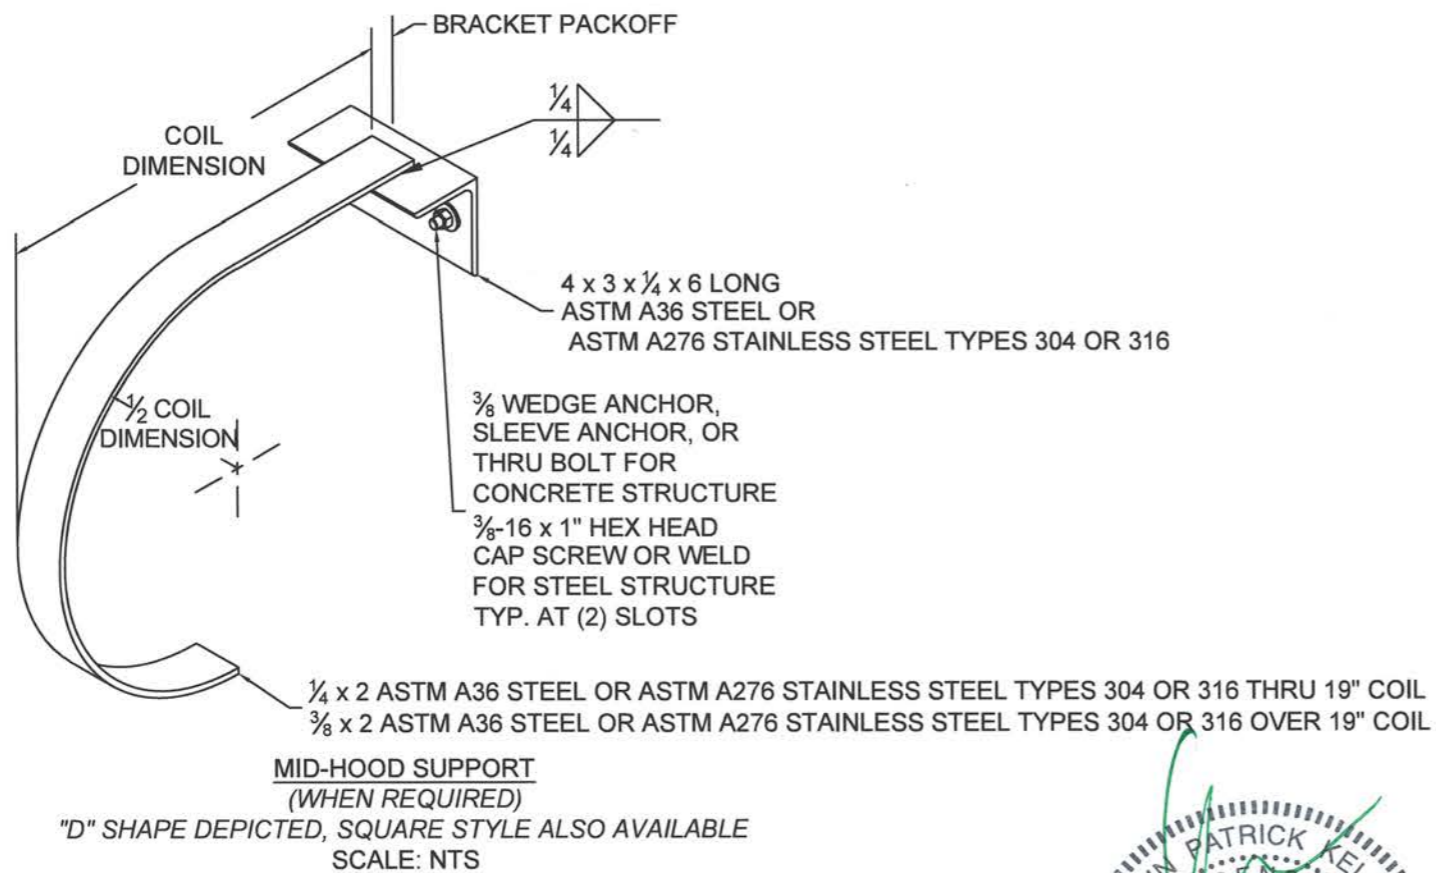 BRACKET PACKOFF
1/4
1/4
COIL
DIMENSION
4 x 3 x 1/4 x 6 LONG
ASTM A36 STEEL OR
ASTM A276 STAINLESS STEEL TYPES 304 OR 316
1/2 COIL
DIMENSION
3/8 WEDGE ANCHOR,
SLEEVE ANCHOR, OR
THRU BOLT FOR
CONCRETE STRUCTURE
3/8-16 x 1" HEX HEAD
CAP SCREW OR WELD
FOR STEEL STRUCTURE
TYP. AT (2) SLOTS
1/4 x 2 ASTM A36 STEEL OR ASTM A276 STAINLESS STEEL TYPES 304 OR 316 THRU 19" COIL
3/8 x 2 ASTM A36 STEEL OR ASTM A276 STAINLESS STEEL TYPES 304 OR 316 OVER 19" COIL
MID-HOOD SUPPORT
(WHEN REQUIRED)
"D" SHAPE DEPICTED, SQUARE STYLE ALSO AVAILABLE
SCALE: NTS
PATRICK